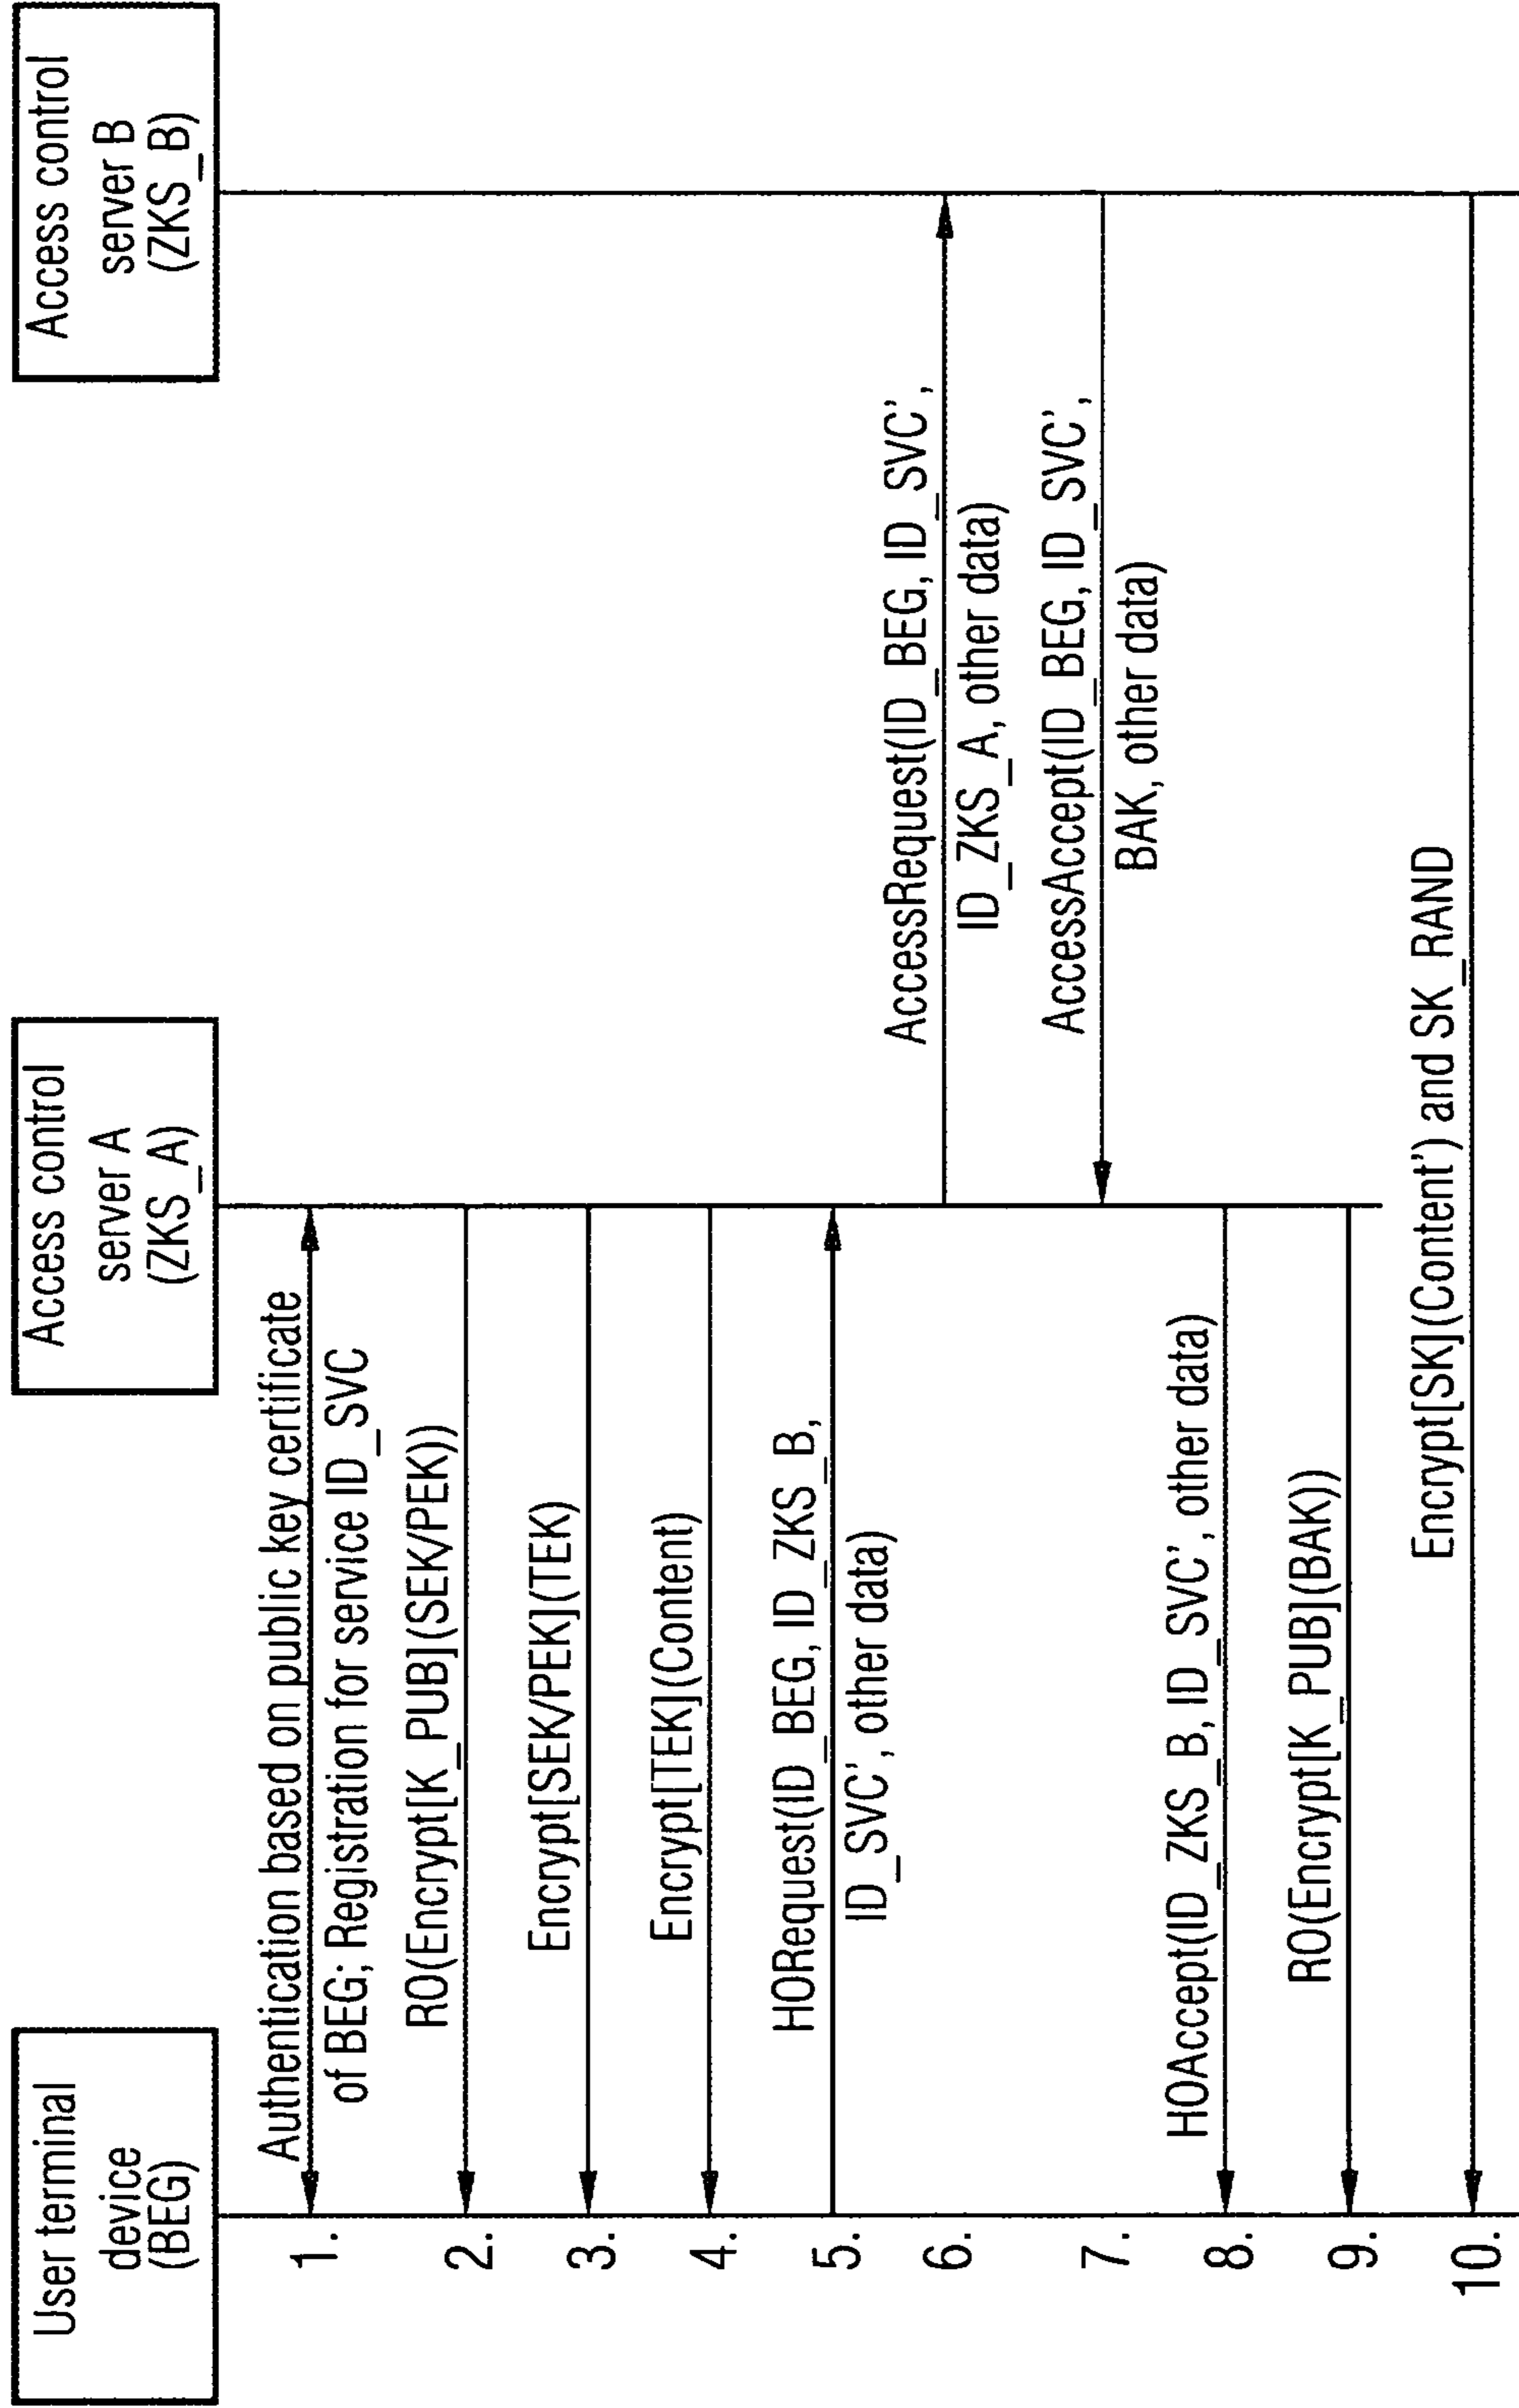 User terminal
device
(BEG)
Access control
server A
(ZKS_A)
Access control
server B
(ZKS_B)
1.
Authentication based on public key certificate
of BEG; Registration for service ID_SVC
2.
RO(Encrypt[K_PUB](SEK/PEK))
3.
Encrypt[SEK/PEK](TEK)
4.
Encrypt[TEK](Content)
5.
HORequest(ID_BEG, ID_ZKS_B,
ID_SVC', other data)
6.
AccessRequest(ID_BEG, ID_SVC',
ID_ZKS_A, other data)
7.
AccessAccept(ID_BEG, ID_SVC',
BAK, other data)
8.
HOAccept(ID_ZKS_B, ID_SVC', other data)
9.
RO(Encrypt[K_PUB](BAK))
10.
Encrypt[SK](Content') and SK_RAND